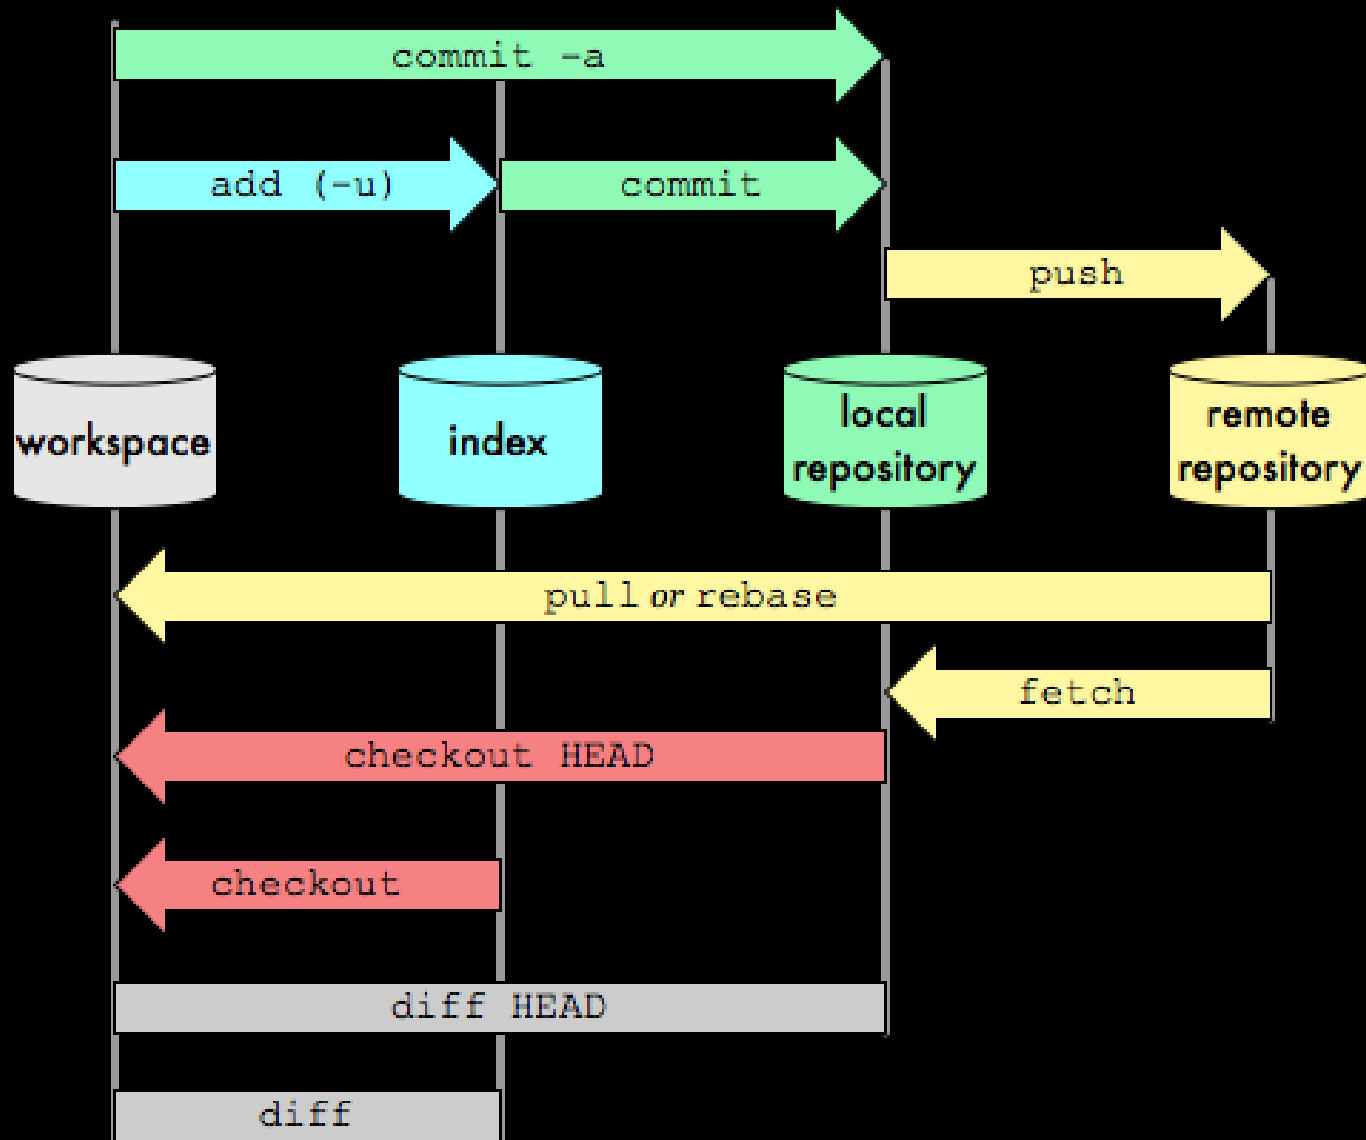 commit -a
add (-u)
commit
push
workspace
index
local
repository
remote
repository
pull or rebase
fetch
checkout HEAD
checkout
diff HEAD
diff